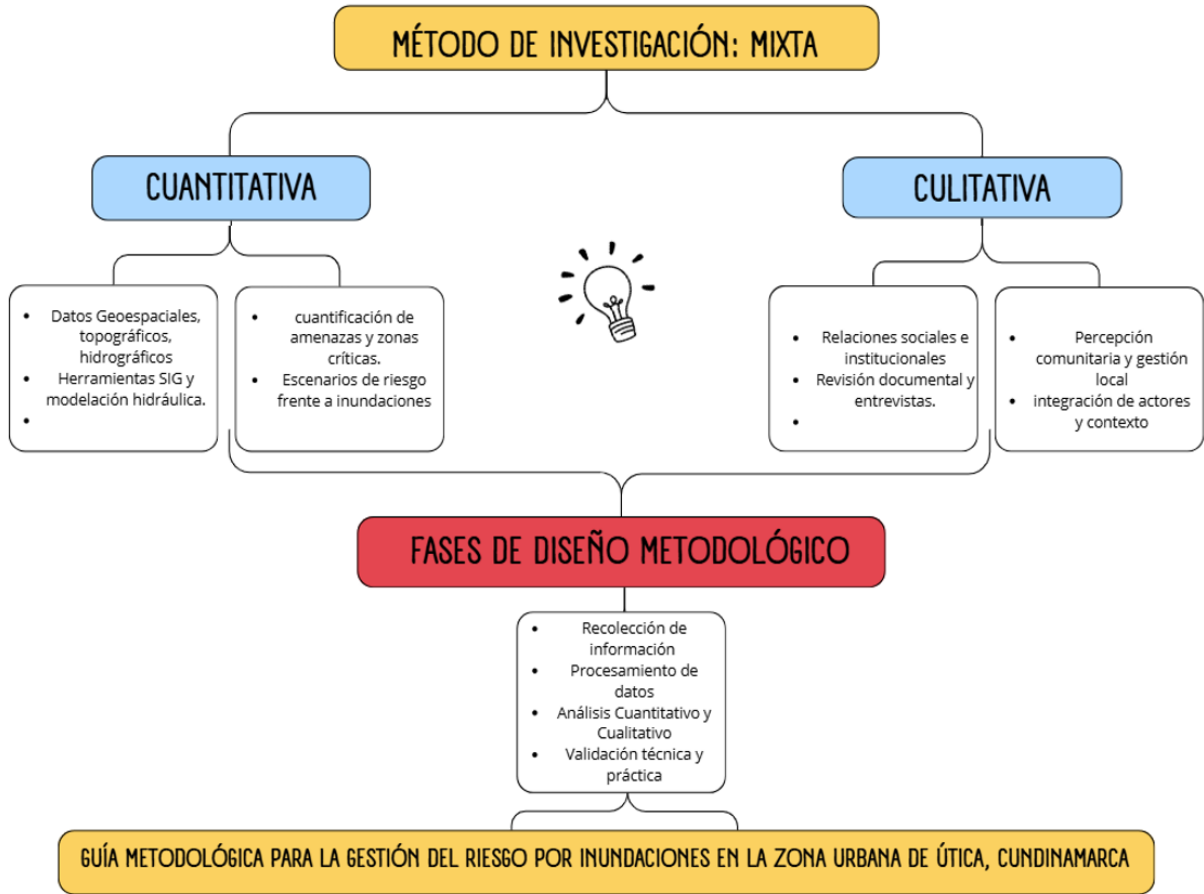 MÉTODO DE INVESTIGACIÓN: MIXTA
CUANTITATIVA
CULITATIVA
• Datos Geoespaciales,
topográficos,
hidrográficos
• Herramientas SIG y
modelación hidráulica.
•
• cuantificación de
amenazas y zonas
críticas.
• Escenarios de riesgo
frente a inundaciones
• Relaciones sociales e
institucionales
• Revisión documental y
entrevistas.
•
• Percepción
comunitaria y gestión
local
• integración de actores
y contexto
FASES DE DISEÑO METODOLÓGICO
• Recolección de
información
• Procesamiento de
datos
• Análisis Cuantitativo y
Cualitativo
• Validación técnica y
práctica
GUÍA METODOLÓGICA PARA LA GESTIÓN DEL RIESGO POR INUNDACIONES EN LA ZONA URBANA DE ÚTICA, CUNDINAMARCA